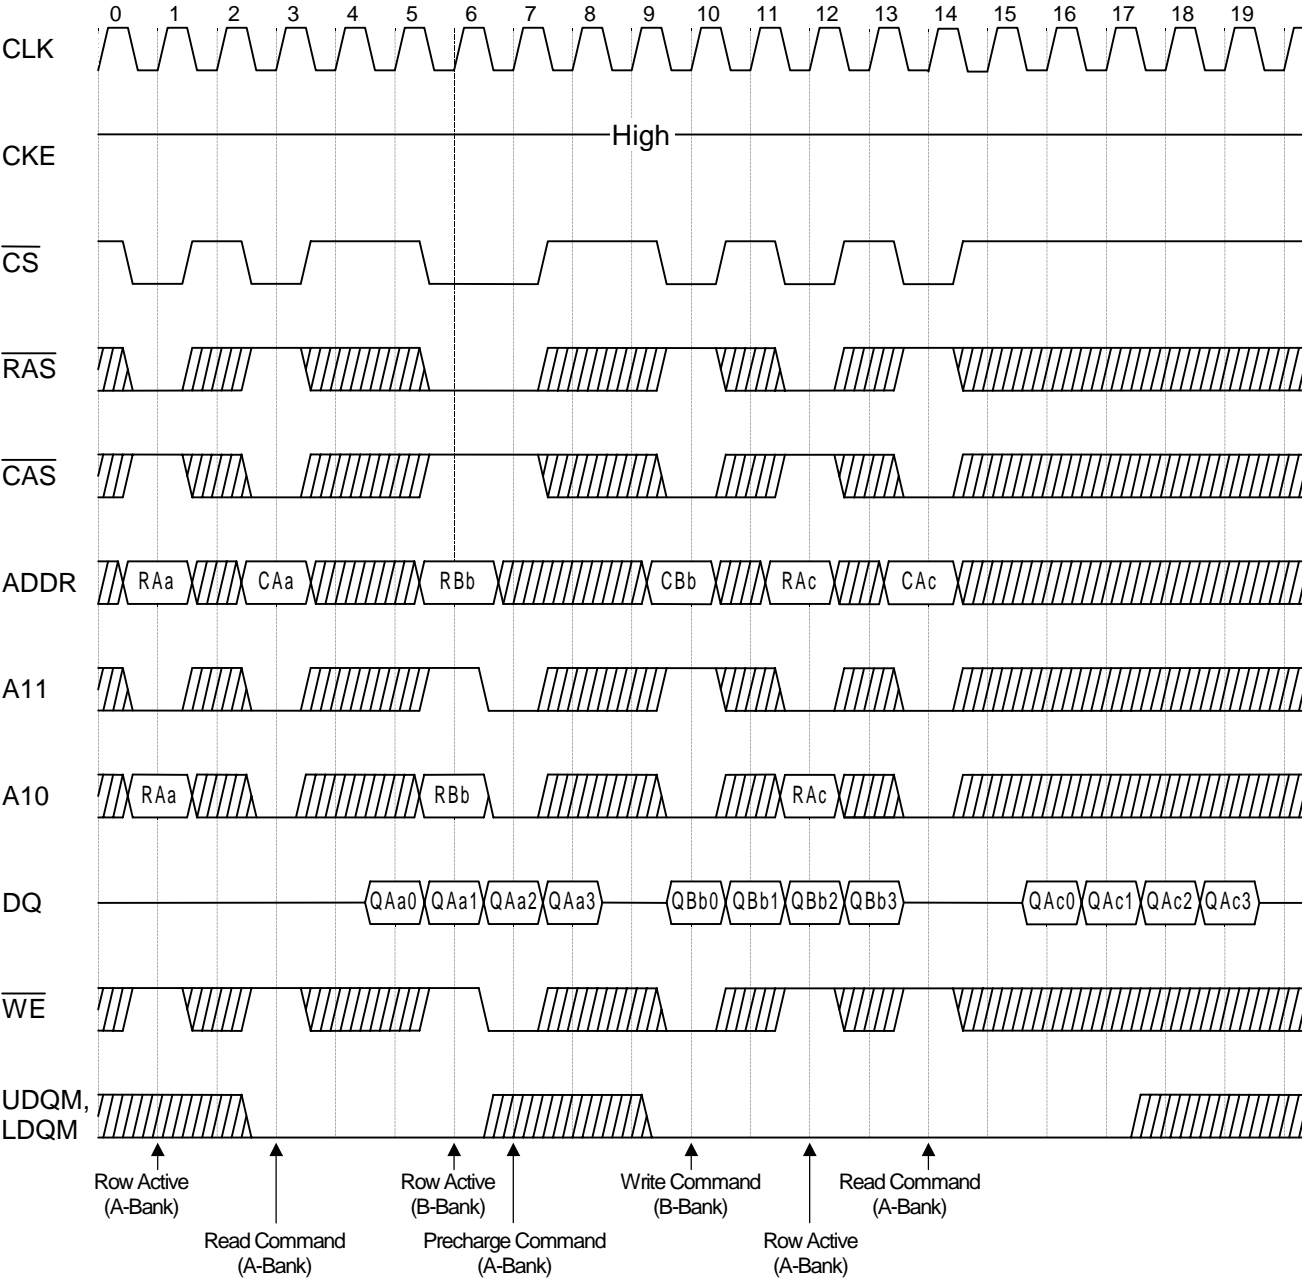 0 1 2 3 4 5 6 7 8 9 10 11 12 13 14 15 16 17 18 19
CLK
High
CKE
CS
RAS
CAS
ADDR RAa CAa RBb CBb RAc CAc
A11
A10 RAa RBb RAc
DQ QAa0 QAa1 QAa2 QAa3 QBb0 QBb1 QBb2 QBb3 QAc0 QAc1 QAc2 QAc3
WE
UDQM,
LDQM
Row Active
(A-Bank)
Read Command
(A-Bank)
Row Active
(B-Bank)
Precharge Command
(A-Bank)
Write Command
(B-Bank)
Row Active
(A-Bank)
Read Command
(A-Bank)